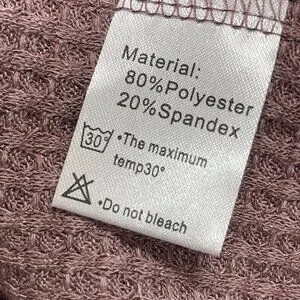 Material:
80%Polyester
20%Spandex
30° •The maximum
temp30°
•Do not bleach